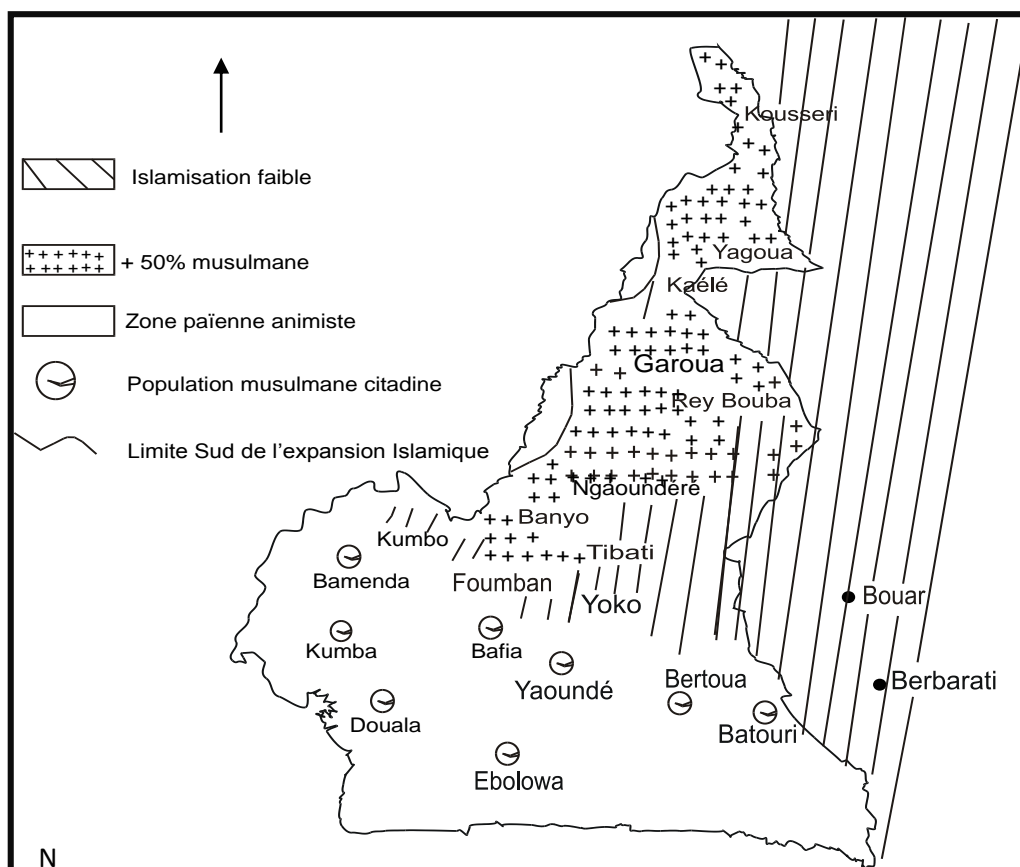 Kousseri
Islamisation faible
+ 50% musulmane
Yagoua
Kaélé
Zone païenne animiste
Garoua
Population musulmane citadine
Rey Bouba
Limite Sud de l'expansion Islamique
Ngaounderé
Banyo
Kumbo
Tibati
Bamenda
Foumban
Yoko
Bouar
Kumba
Bafia
Yaoundé
Bertoua
Berbarati
Douala
Batouri
Ebolowa
N